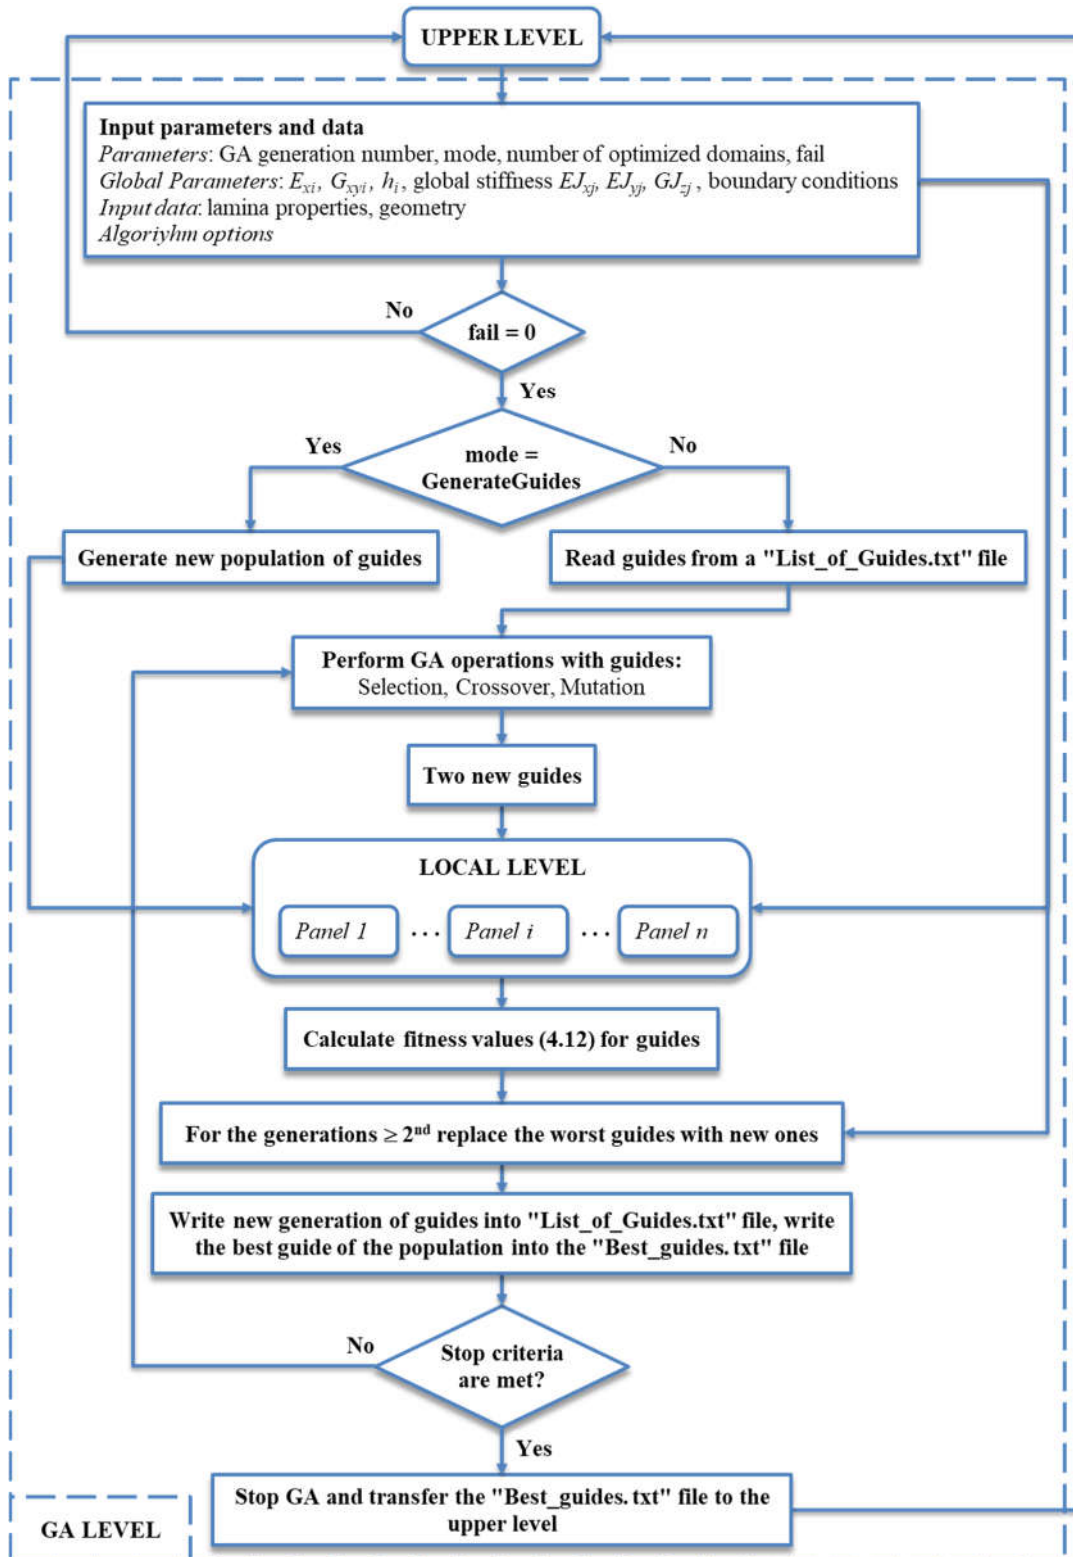 UPPER LEVEL
Input parameters and data
Parameters: GA generation number, mode, number of optimized domains, fail
Global Parameters: Exi, Gxyi, hi, global stiffness EJxj, EJyj, GJzj , boundary conditions
Input data: lamina properties, geometry
Algoriyhm options
No
fail = 0
Yes
Yes
mode =
GenerateGuides
No
Generate new population of guides
Read guides from a "List_of_Guides.txt" file
Perform GA operations with guides:
Selection, Crossover, Mutation
Two new guides
LOCAL LEVEL
Panel 1 ... Panel i ... Panel n
Calculate fitness values (4.12) for guides
For the generations ≥ 2nd replace the worst guides with new ones
Write new generation of guides into "List_of_Guides.txt" file, write
the best guide of the population into the "Best_guides. txt" file
No
Stop criteria
are met?
Yes
Stop GA and transfer the "Best_guides. txt" file to the
upper level
GA LEVEL